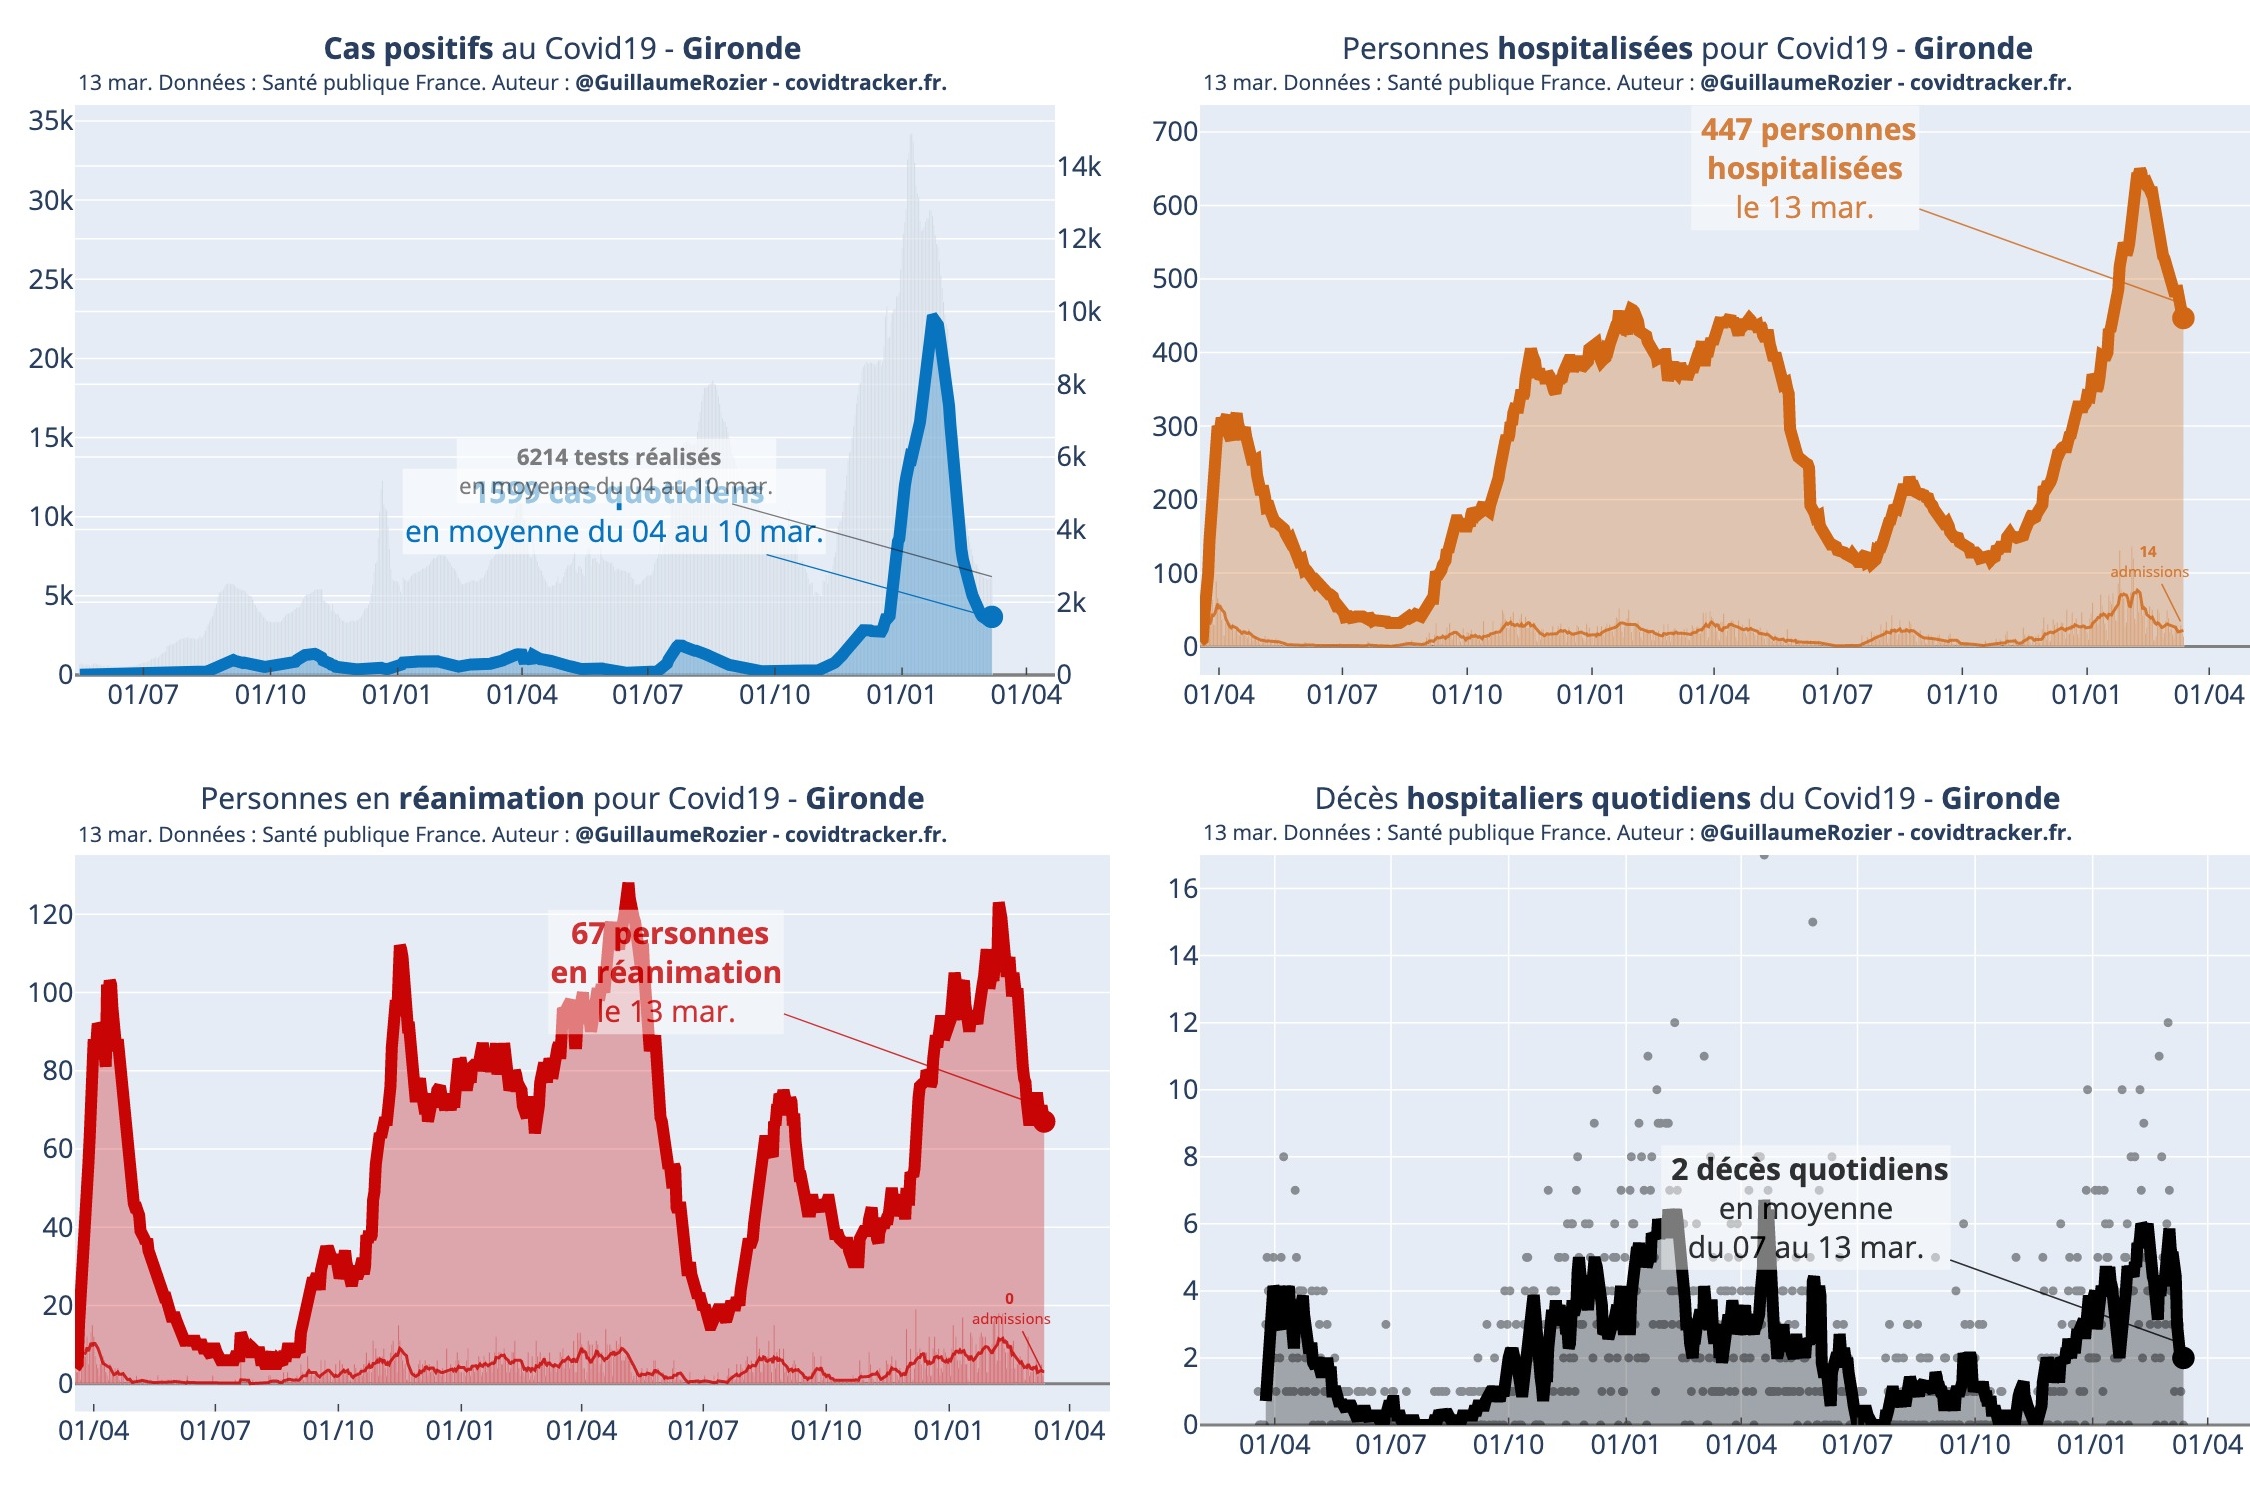 Cas positifs au Covid19 - Gironde
13 mar. Données : Santé publique France. Auteur : @GuillaumeRozier - covidtracker.fr.
35k
30k
25k
20k
15k
10k
5k
0
14k
12k
10k
8k
6k
4k
2k
0
6214 tests réalisés
en moyenne du 04 au 10 mar.
cas quotidiens
en moyenne du 04 au 10 mar.
01/07 01/10 01/01 01/04 01/07 01/10 01/01 01/04
Personnes hospitalisées pour Covid19 - Gironde
13 mar. Données : Santé publique France. Auteur : @GuillaumeRozier - covidtracker.fr.
700
600
500
400
300
200
100
0
447 personnes
hospitalisées
le 13 mar.
14
admissions
01/04 01/07 01/10 01/01 01/04 01/07 01/10 01/01 01/04
Personnes en réanimation pour Covid19 - Gironde
13 mar. Données : Santé publique France. Auteur : @GuillaumeRozier - covidtracker.fr.
120
100
80
60
40
20
0
67 personnes
en réanimation
le 13 mar.
0
admissions
01/04 01/07 01/10 01/01 01/04 01/07 01/10 01/01 01/04
Décès hospitaliers quotidiens du Covid19 - Gironde
13 mar. Données : Santé publique France. Auteur : @GuillaumeRozier - covidtracker.fr.
16
14
12
10
8
6
4
2
0
2 décès quotidiens
en moyenne
du 07 au 13 mar.
01/04 01/07 01/10 01/01 01/04 01/07 01/10 01/01 01/04